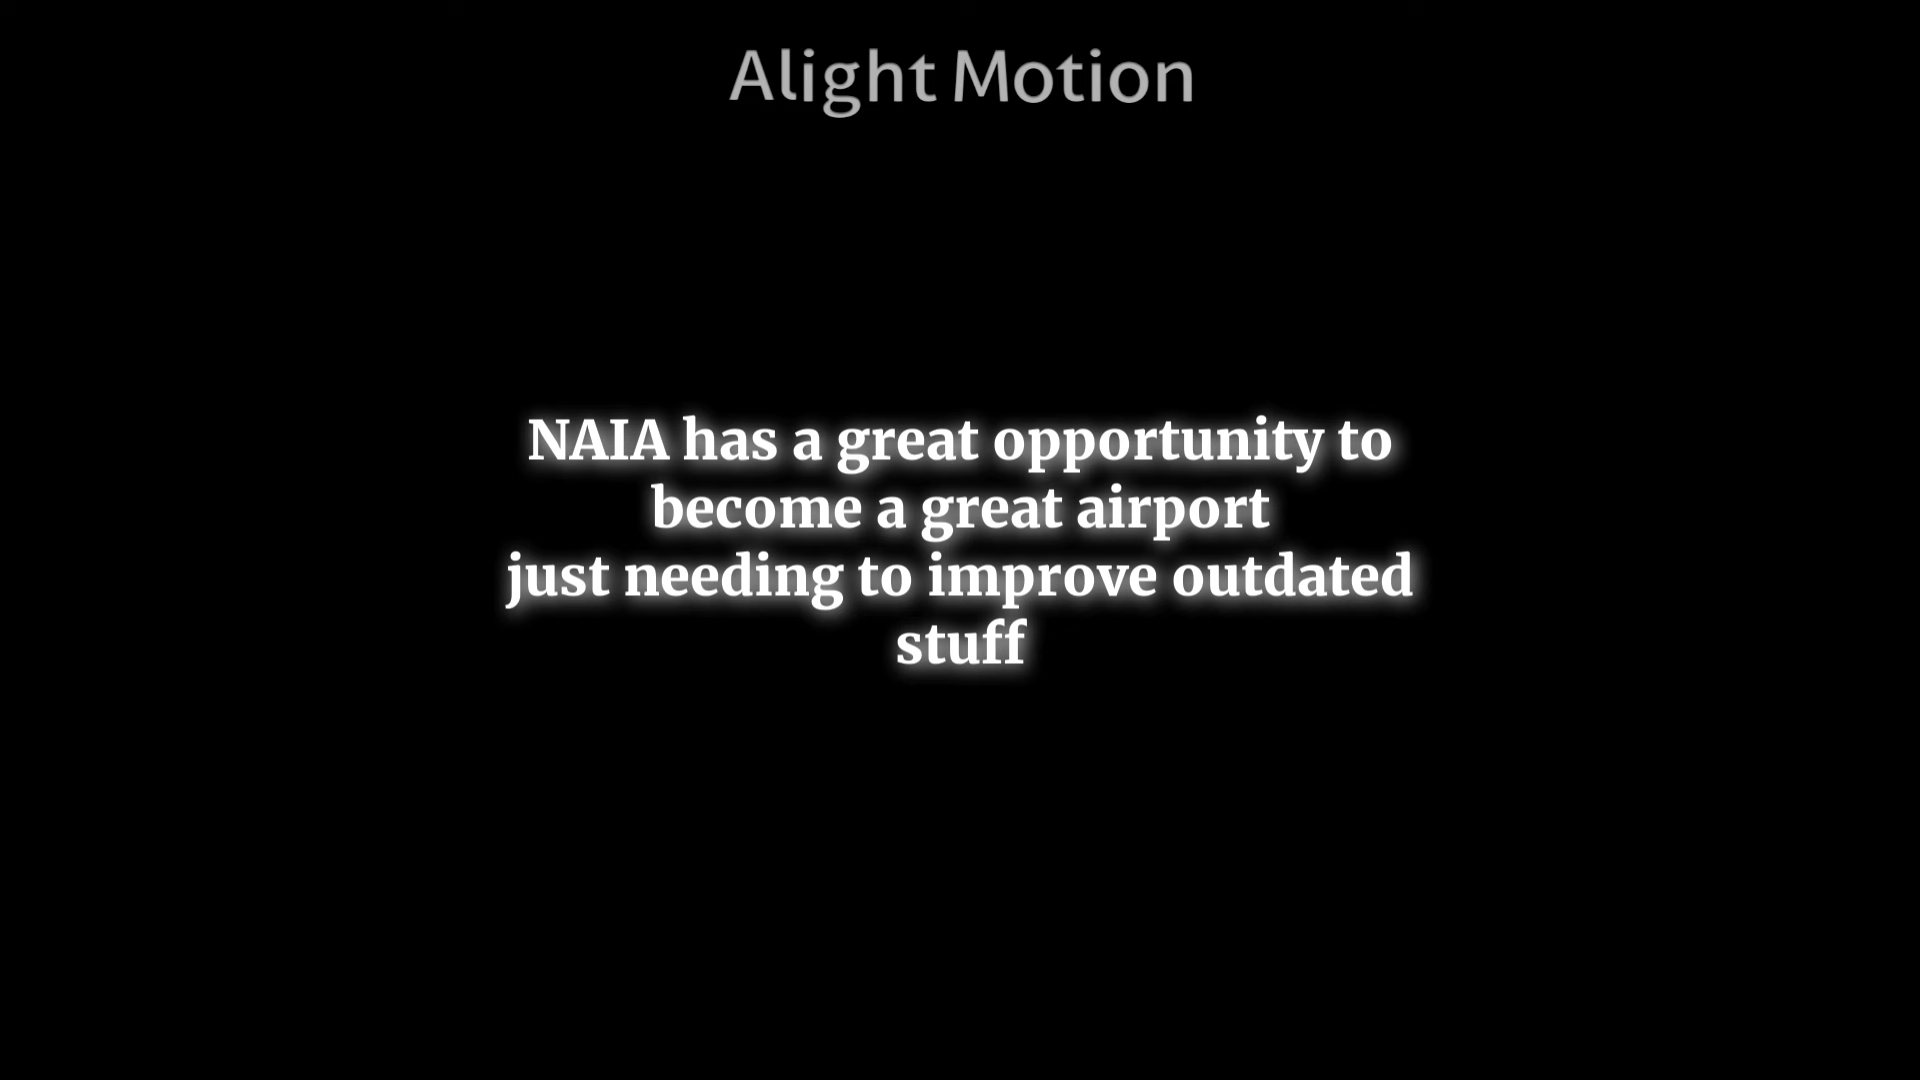 Alight Motion
NAIA has a great opportunity to
become a great airport
just needing to improve outdated
stuff